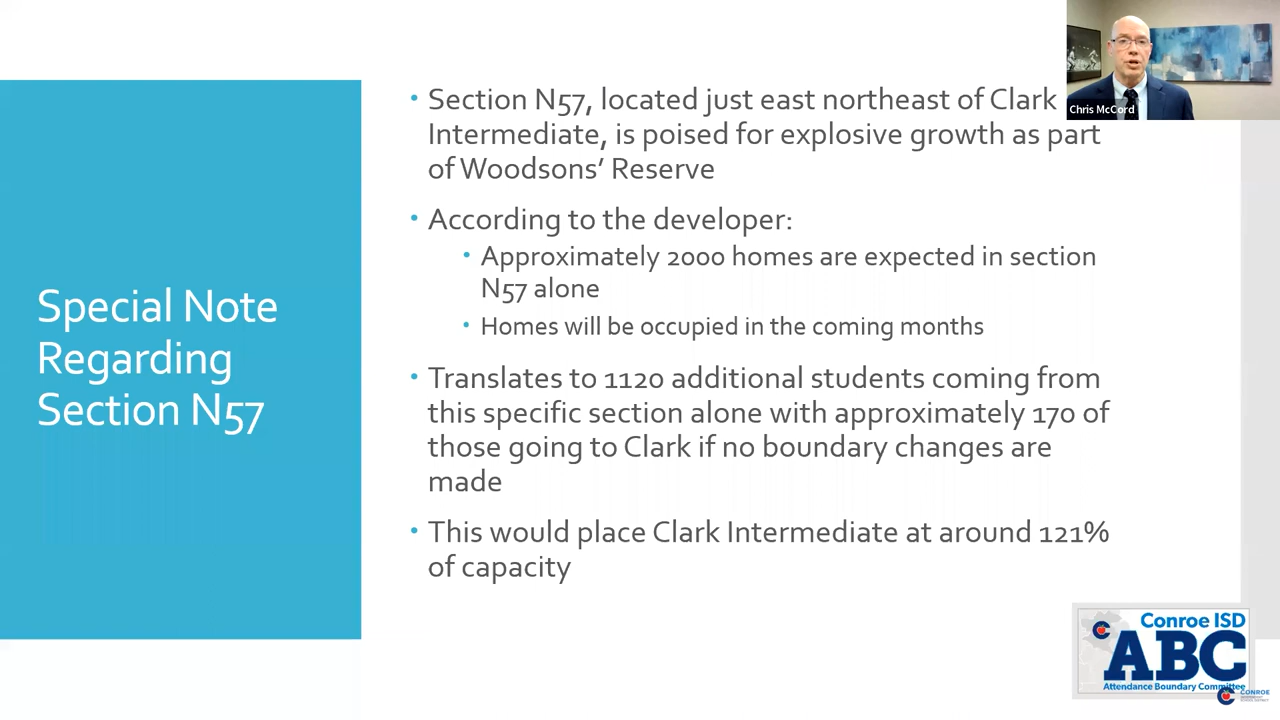 Special Note
Regarding
Section N57
• Section N57, located just east northeast of Clark
Intermediate, is poised for explosive growth as part
of Woodsons’ Reserve
• According to the developer:
• Approximately 2000 homes are expected in section
N57 alone
• Homes will be occupied in the coming months
• Translates to 1120 additional students coming from
this specific section alone with approximately 170 of
those going to Clark if no boundary changes are
made
• This would place Clark Intermediate at around 121%
of capacity
Chris McCord
Conroe ISD
ABC
Attendance Boundary Committee
CONROE